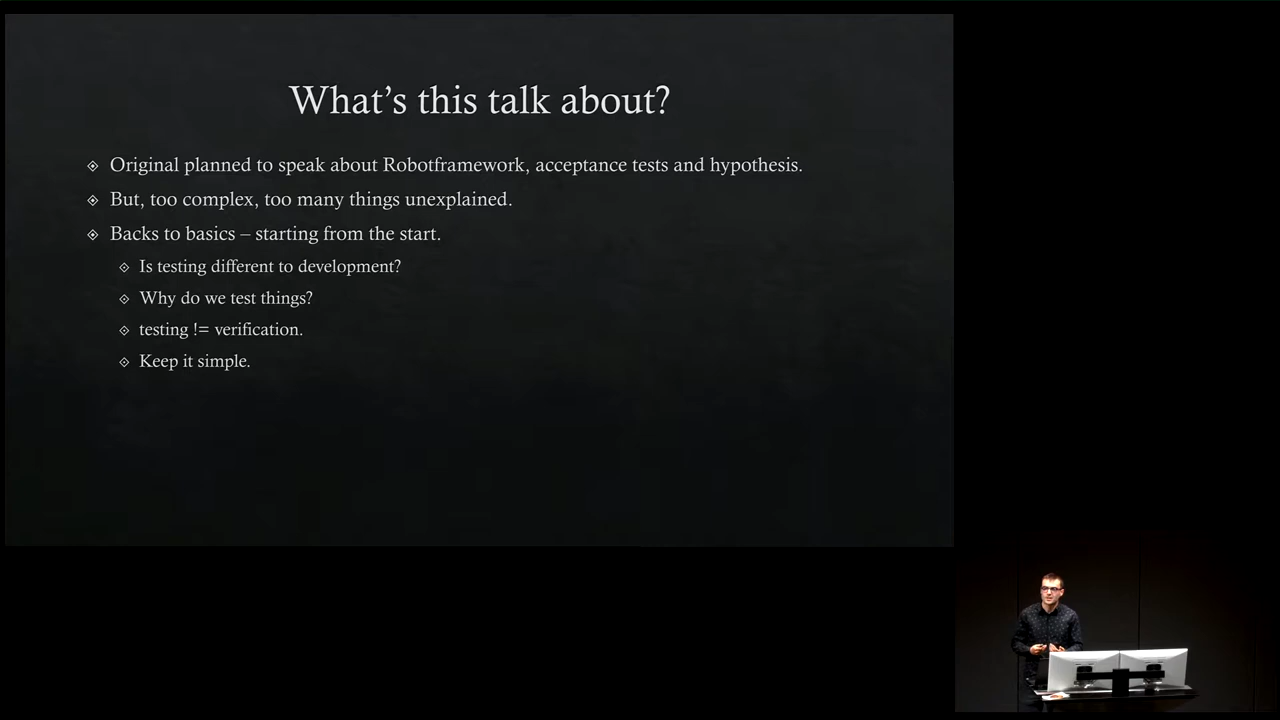 What's this talk about?
Original planned to speak about Robotframework, acceptance tests and hypothesis.
But, too complex, too many things unexplained.
Backs to basics – starting from the start.
Is testing different to development?
Why do we test things?
testing != verification.
Keep it simple.